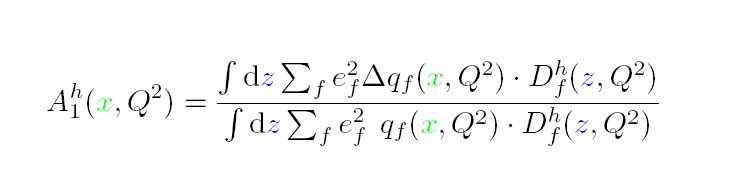 A_1^h(x, Q^2) = \frac{\int dz \sum_f e_f^2 \Delta q_f(x, Q^2) \cdot D_f^h(z, Q^2)}{\int dz \sum_f e_f^2 \, q_f(x, Q^2) \cdot D_f^h(z, Q^2)}